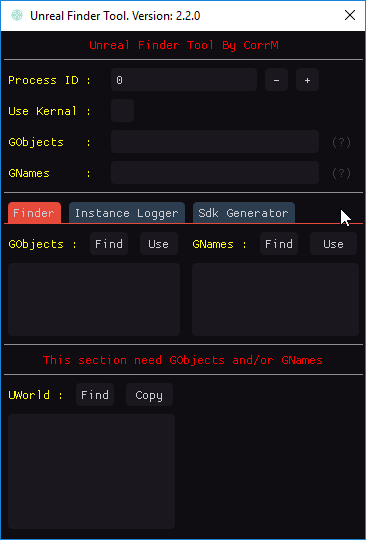 Unreal Finder Tool. Version: 2.2.0
Unreal Finder Tool By CorrM
Process ID : 0 - +
Use Kernal :
GObjects : (?)
GNames : (?)
Finder Instance Logger Sdk Generator
GObjects : Find Use GNames : Find Use
This section need GObjects and/or GNames
UWorld : Find Copy